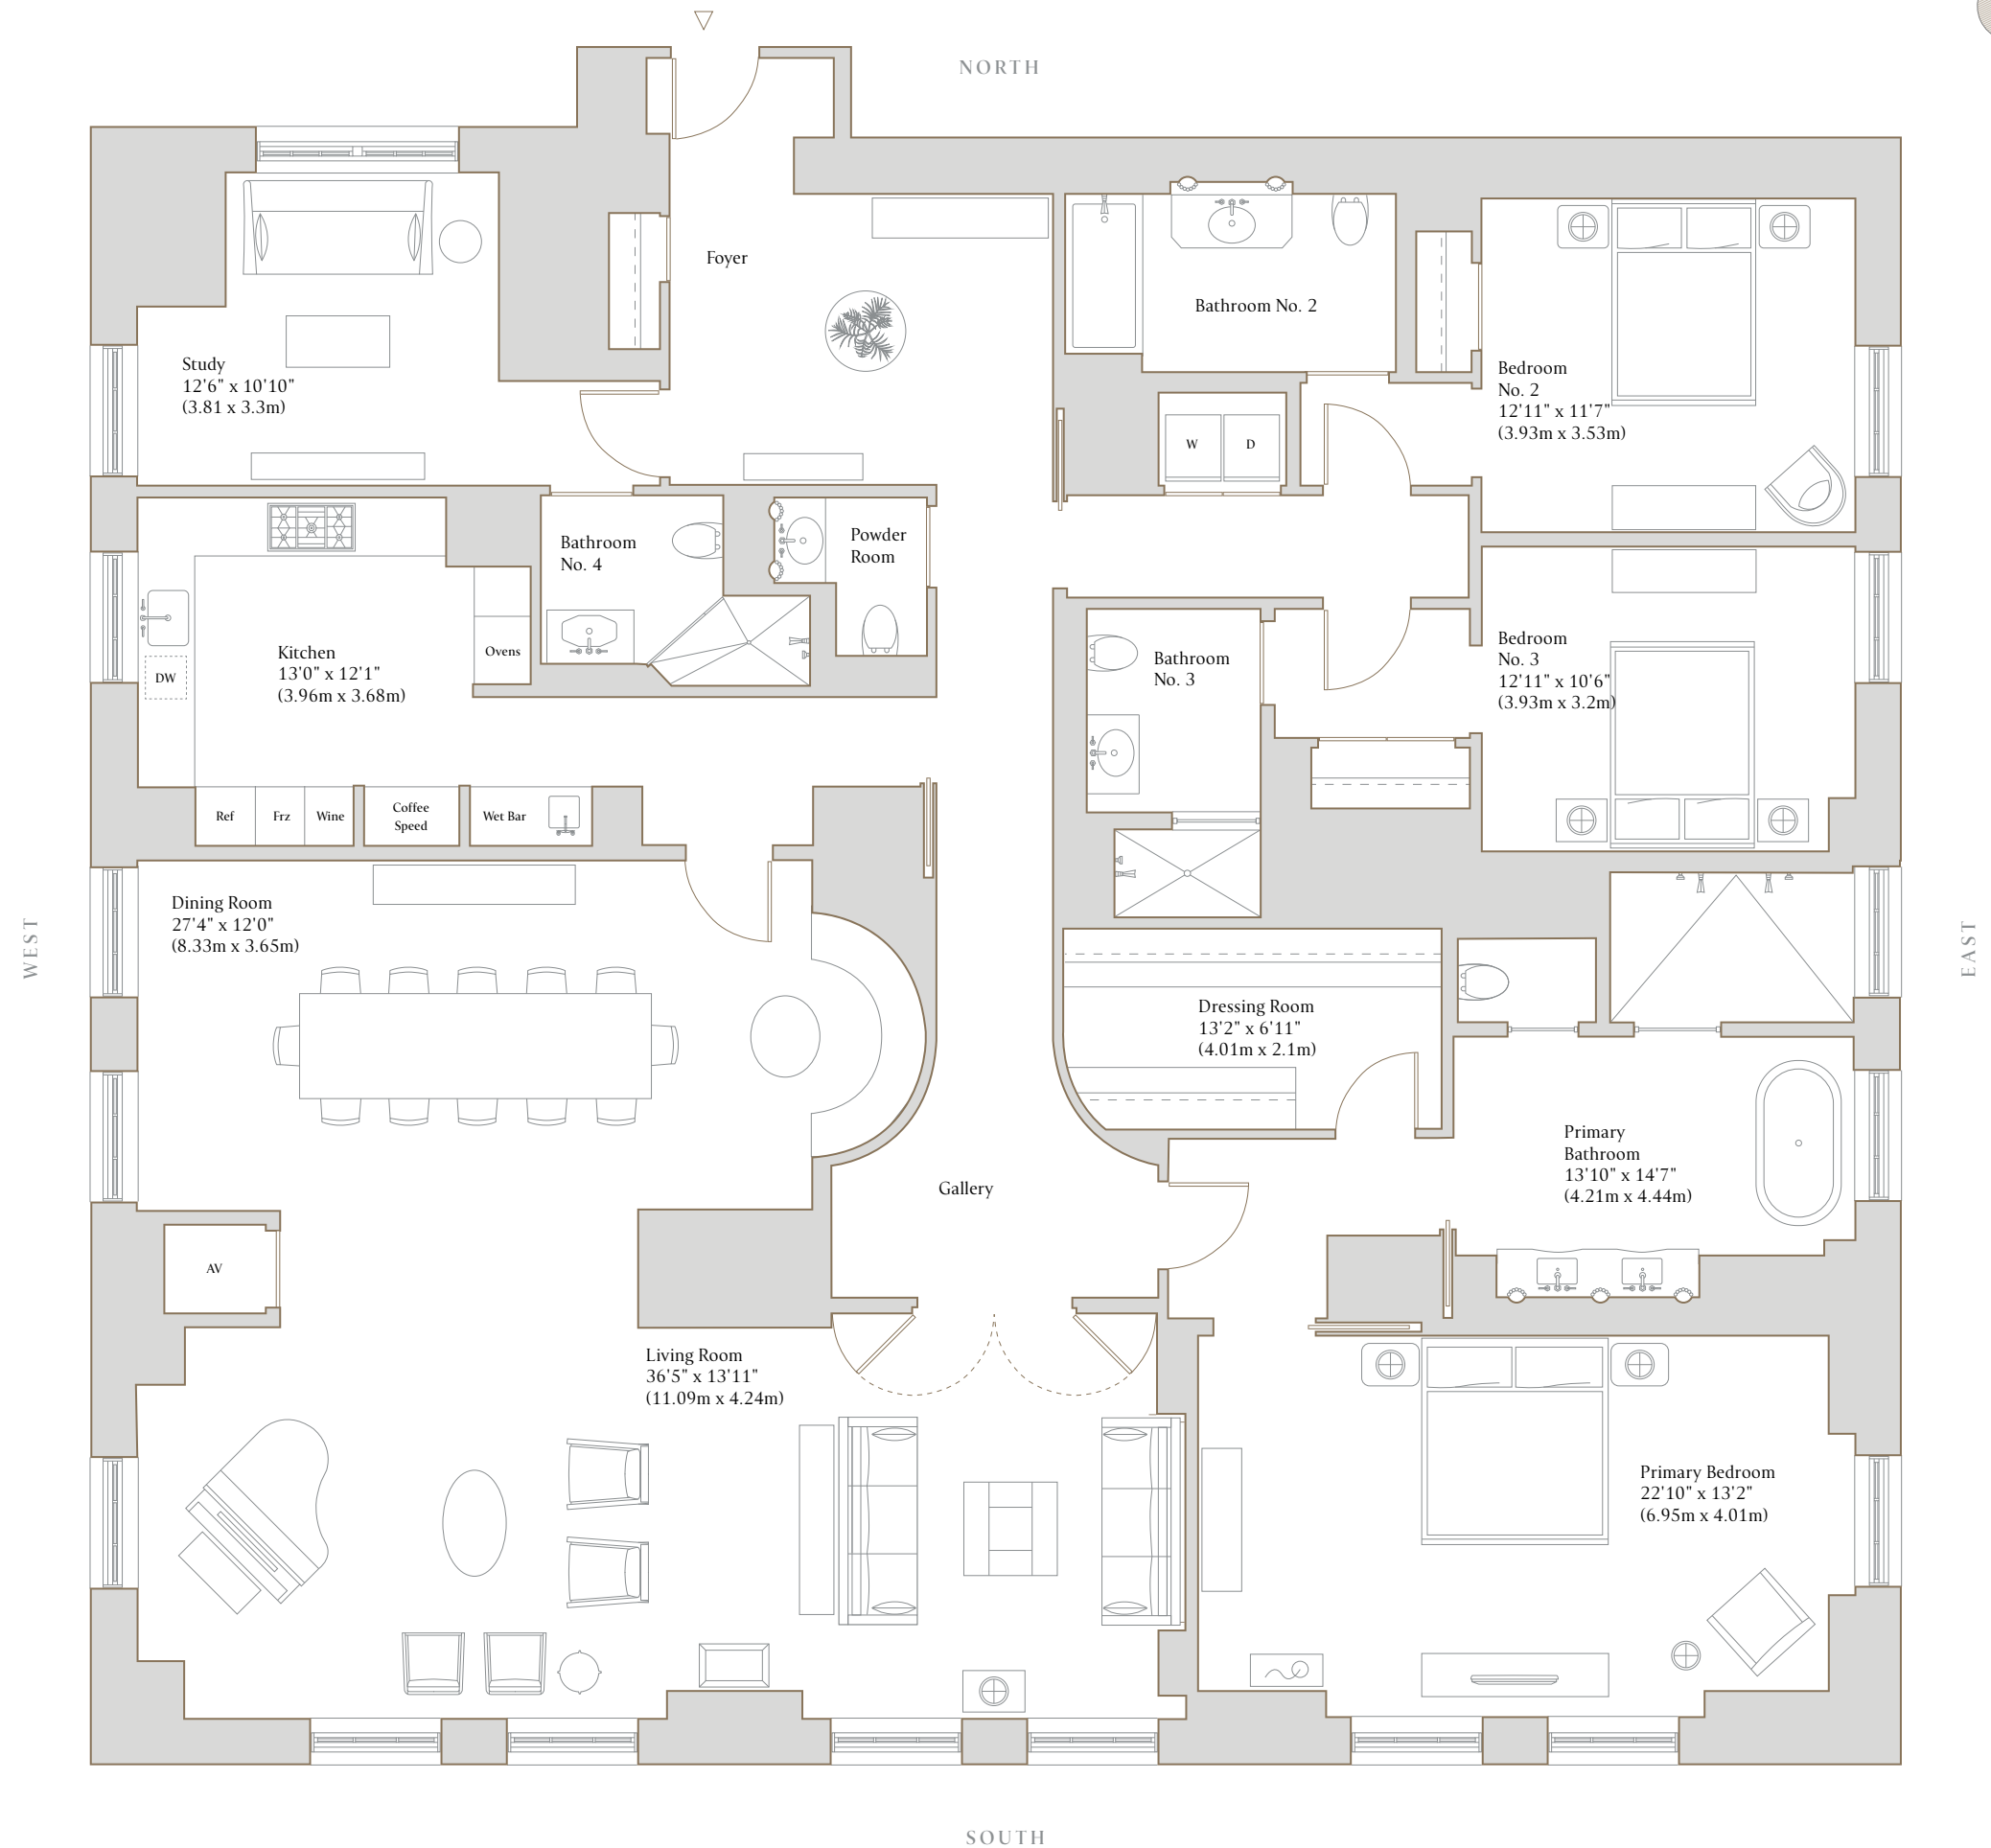 NORTH
Foyer
Bathroom No. 2
Study
12'6" x 10'10"
(3.81 x 3.3m)
Bedroom
No. 2
12'11" x 11'7"
(3.93m x 3.53m)
W
D
Bathroom
No. 4
Powder
Room
Kitchen
13'0" x 12'1"
(3.96m x 3.68m)
Ovens
DW
Bathroom
No. 3
Bedroom
No. 3
12'11" x 10'6"
(3.93m x 3.2m)
Ref
Frz
Wine
Coffee
Speed
Wet Bar
Dining Room
27'4" x 12'0"
(8.33m x 3.65m)
WEST
EAST
Dressing Room
13'2" x 6'11"
(4.01m x 2.1m)
Primary
Bathroom
13'10" x 14'7"
(4.21m x 4.44m)
Gallery
AV
Living Room
36'5" x 13'11"
(11.09m x 4.24m)
Primary Bedroom
22'10" x 13'2"
(6.95m x 4.01m)
SOUTH